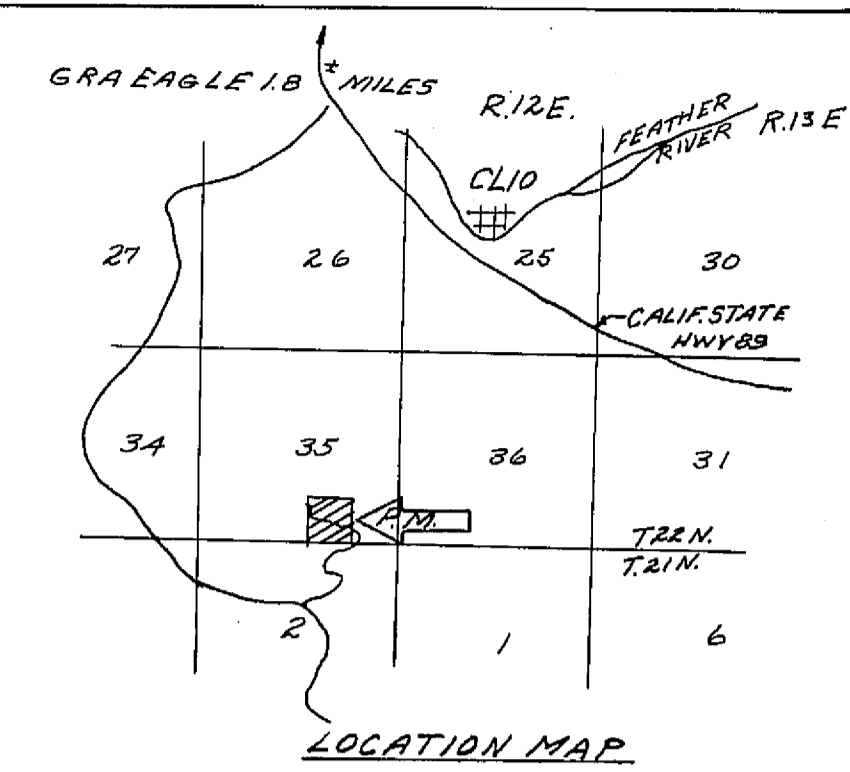 GRAEAGLE 1.8 ± MILES
R.12E.
FEATHER
RIVER
R.13E
CLIO
27
26
25
30
CALIF. STATE
HWY 89
34
35
36
31
P.M.
T22N.
T.21N.
2
1
6
LOCATION MAP